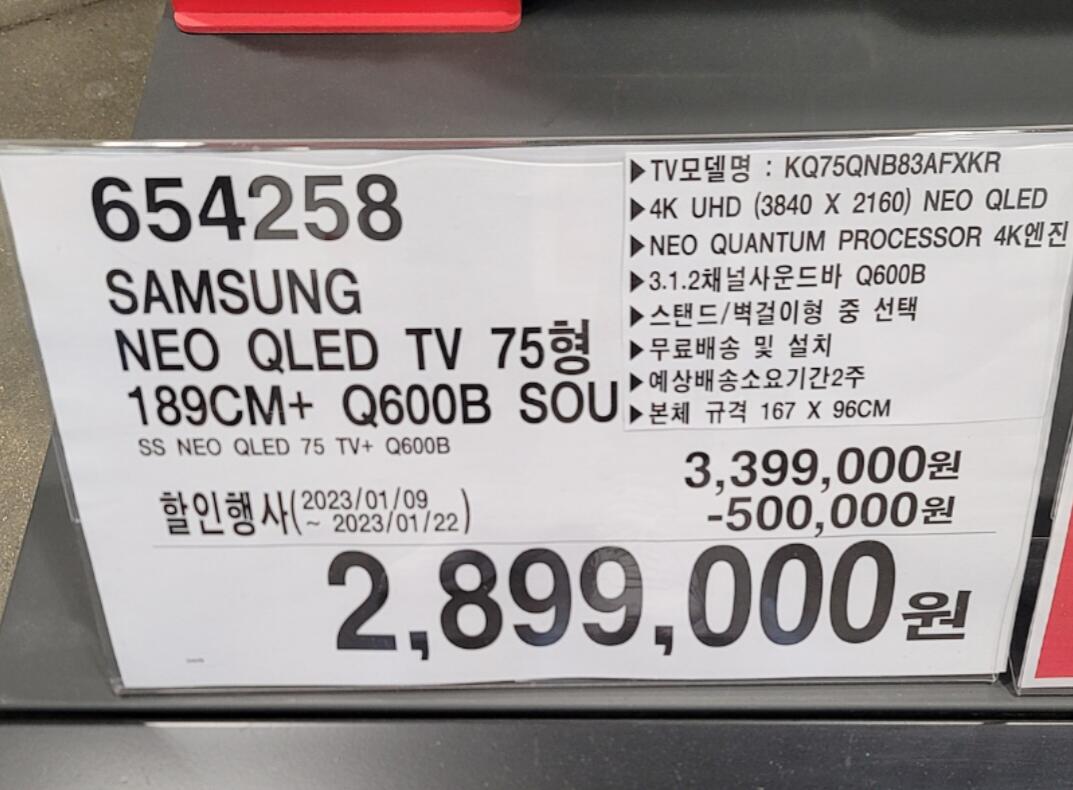 654258
SAMSUNG
NEO QLED TV 75형
189CM+ Q600B SOU
SS NEO QLED 75 TV+ Q600B
▶TV모델명 : KQ75QNB83AFXKR
▶4K UHD (3840 X 2160) NEO QLED
▶NEO QUANTUM PROCESSOR 4K엔진
▶3.1.2채널사운드바 Q600B
▶스탠드/벽걸이형 중 선택
▶무료배송 및 설치
▶예상배송소요기간2주
▶본체 규격 167 X 96CM
3,399,000원
할인행사(2023/01/09 ~ 2023/01/22)
-500,000원
2,899,000원